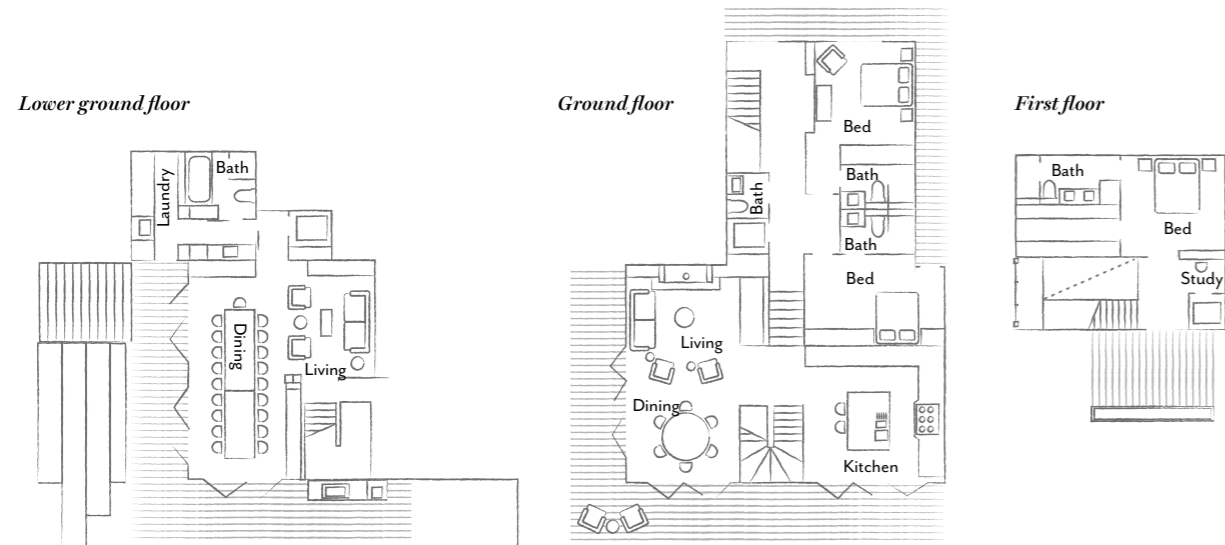 Lower ground floor
Laundry
Bath
Dining
Living
Ground floor
Bed
Bath
Bath
Bath
Bed
Living
Dining
Kitchen
First floor
Bath
Bed
Study